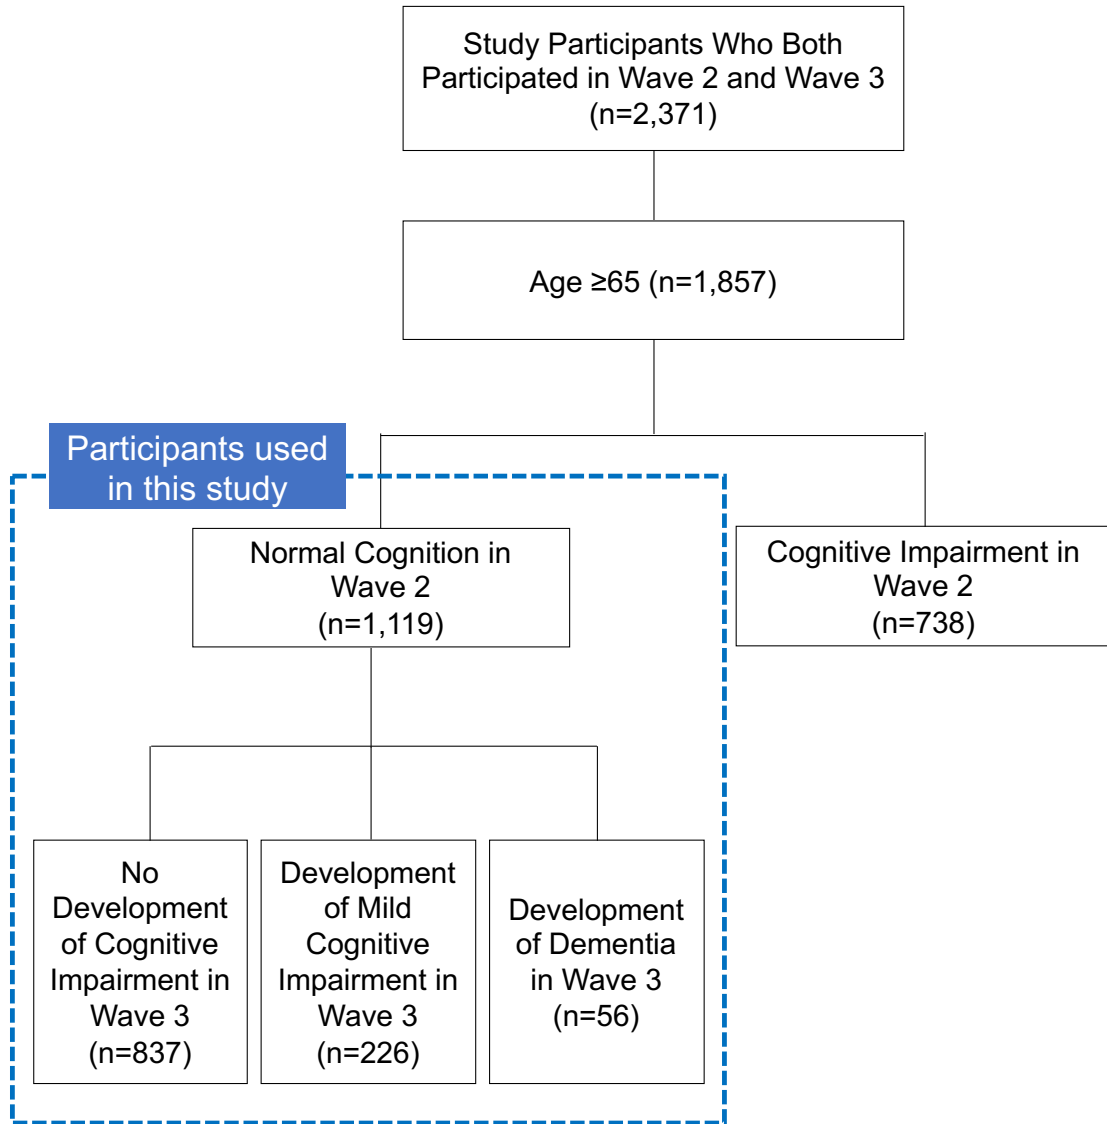 Study Participants Who Both
Participated in Wave 2 and Wave 3
(n=2,371)
Age ≥65 (n=1,857)
Participants used
in this study
Normal Cognition in
Wave 2
(n=1,119)
Cognitive Impairment in
Wave 2
(n=738)
No
Development
of Cognitive
Impairment in
Wave 3
(n=837)
Development
of Mild
Cognitive
Impairment in
Wave 3
(n=226)
Development
of Dementia
in Wave 3
(n=56)